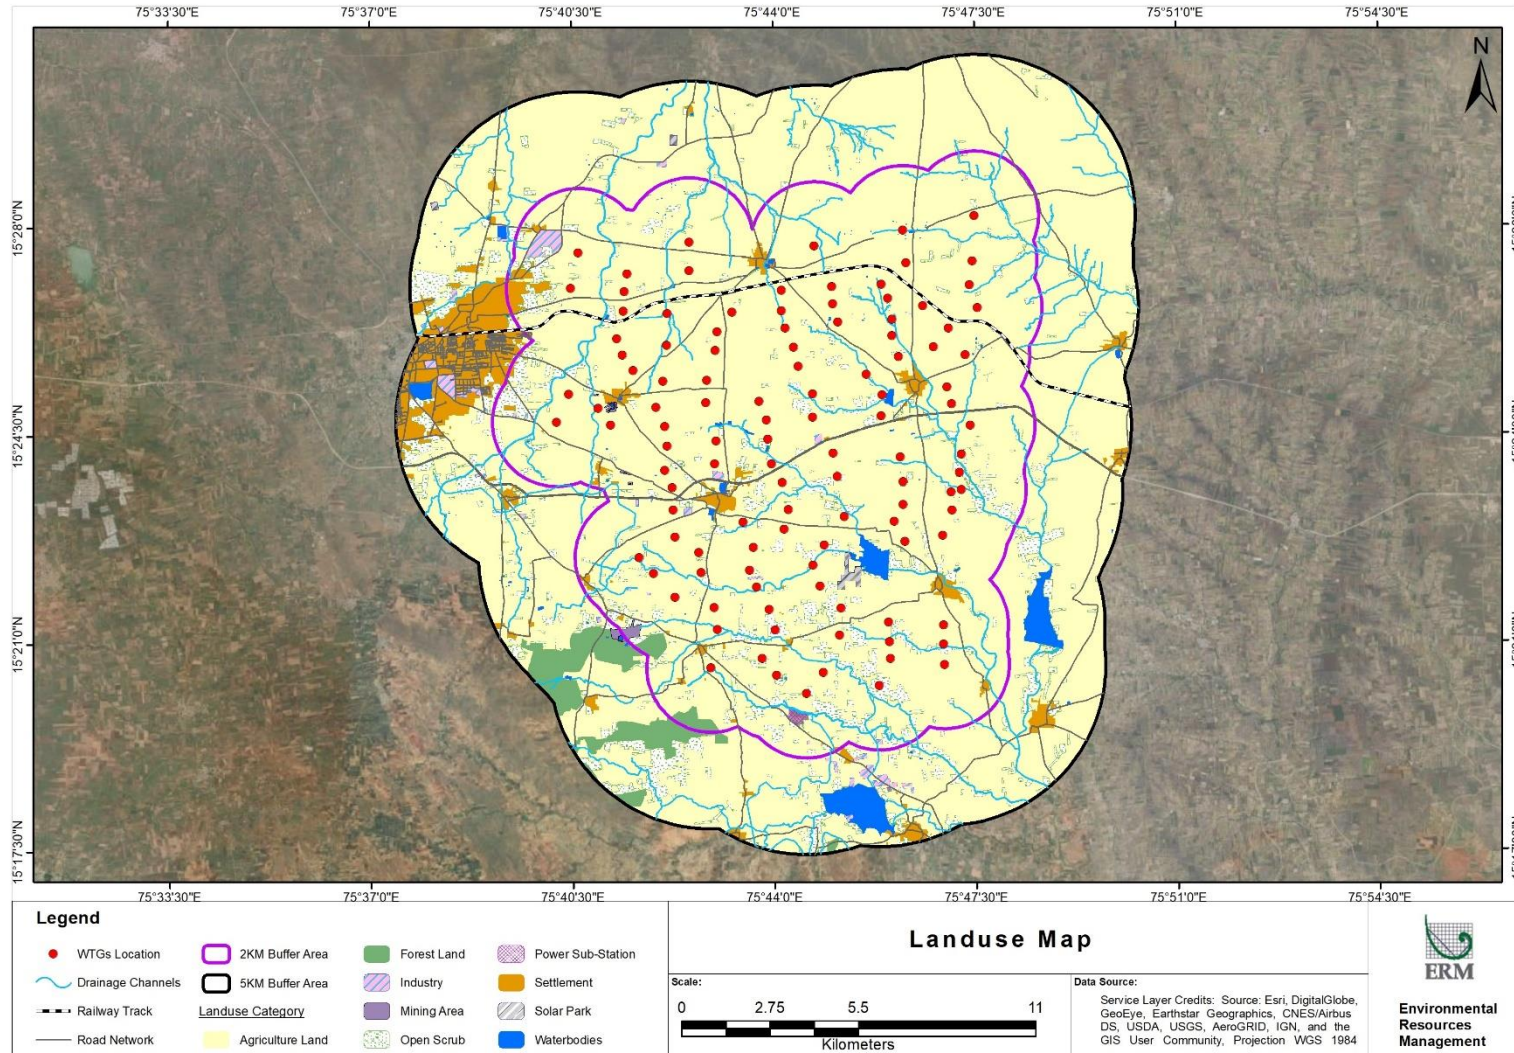 75°33'30"E 75°37'0"E 75°40'30"E 75°44'0"E 75°47'30"E 75°51'0"E 75°54'30"E
N
15°28'0"N
15°24'30"N
15°21'0"N
15°17'30"N
75°33'30"E 75°37'0"E 75°40'30"E 75°44'0"E 75°47'30"E 75°51'0"E 75°54'30"E
Legend
WTGs Location
Drainage Channels
Railway Track
Road Network
2KM Buffer Area
5KM Buffer Area
Landuse Category
Agriculture Land
Forest Land
Industry
Mining Area
Open Scrub
Power Sub-Station
Settlement
Solar Park
Waterbodies
Landuse Map
Scale:
0 2.75 5.5 11
Kilometers
Data Source:
Service Layer Credits: Source: Esri, DigitalGlobe,
GeoEye, Earthstar Geographics, CNES/Airbus
DS, USDA, USGS, AeroGRID, IGN, and the
GIS User Community, Projection WGS 1984
ERM
Environmental
Resources
Management